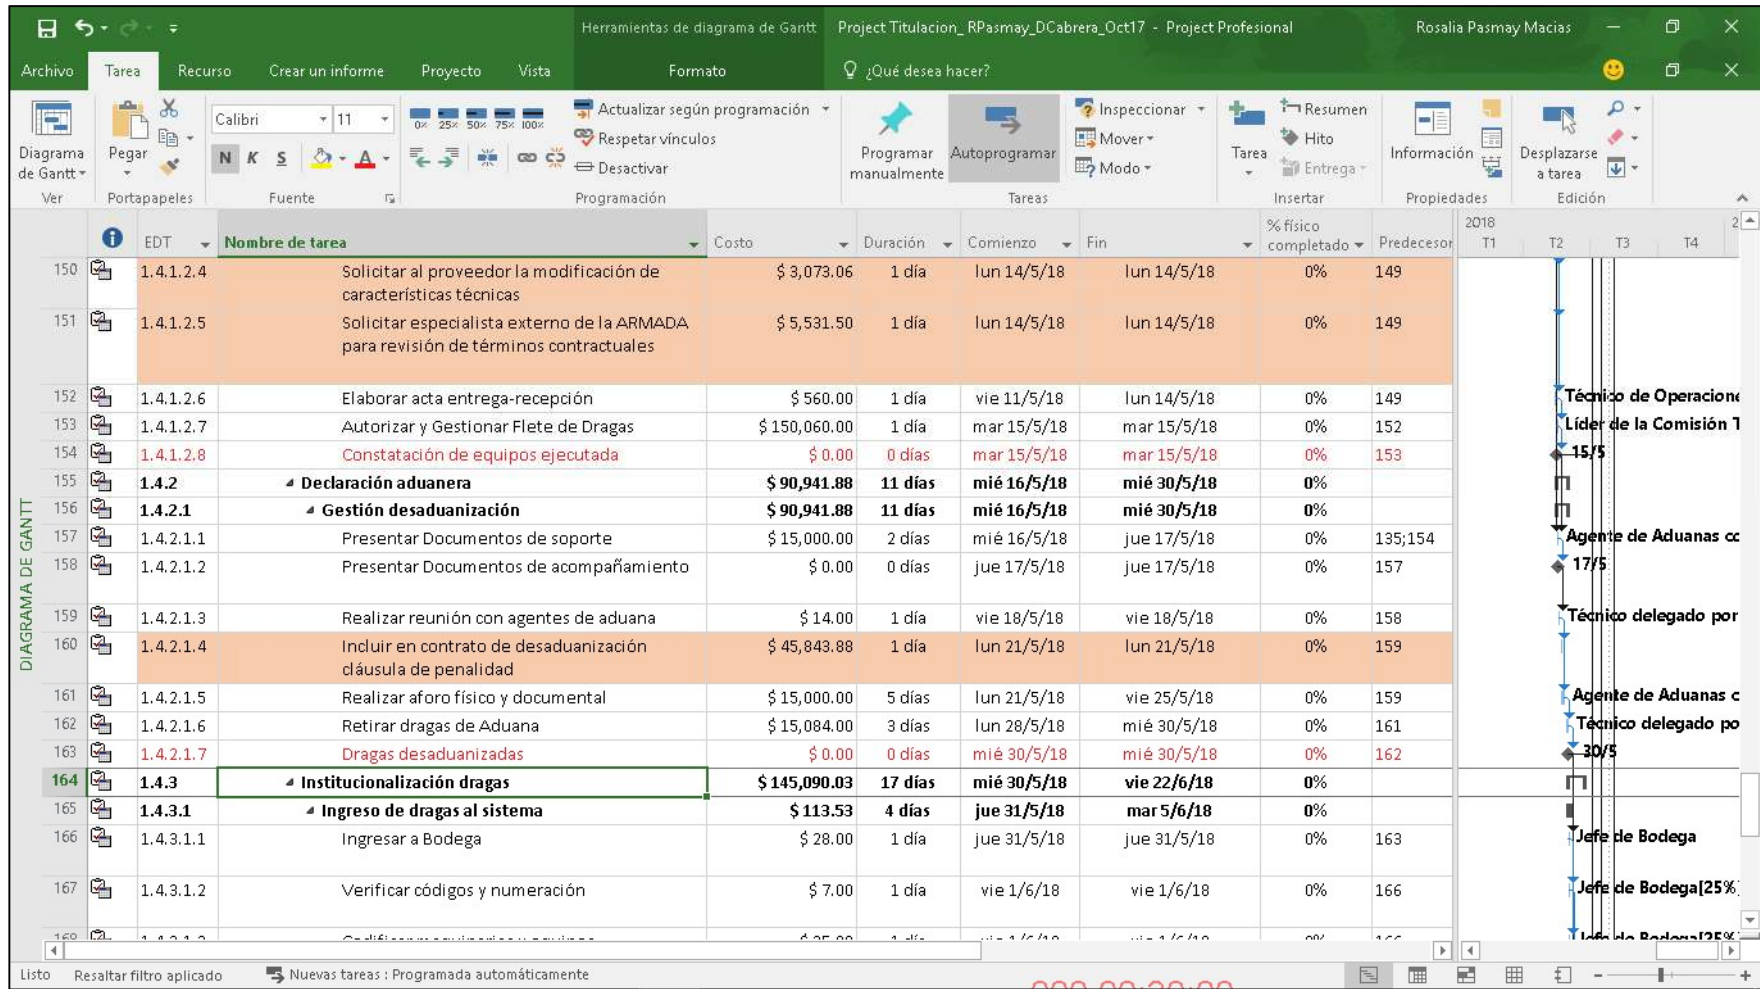 Herramientas de diagrama de Gantt Project Titulacion_ RPasmay_DCabrera_Oct17 - Project Profesional Rosalia Pasmay Macias
Archivo Tarea Recurso Crear un informe Proyecto Vista Formato ¿Qué desea hacer?
Diagrama de Gantt
Ver
Pegar
Portapapeles
Calibri 11
N K S A
Fuente
0% 25% 50% 75% 100%
Actualizar según programación
Respetar vínculos
Desactivar
Programación
Programar manualmente
Autoprogramar
Inspeccionar
Mover
Modo
Tareas
Tarea
Resumen
Hito
Entrega
Insertar
Información
Propiedades
Desplazarse a tarea
Edición
EDT Nombre de tarea Costo Duración Comienzo Fin % físico completado Predecesor
2018
T1 T2 T3 T4
DIAGRAMA DE GANTT
150 1.4.1.2.4 Solicitar al proveedor la modificación de $ 3,073.06 1 día lun 14/5/18 lun 14/5/18 0% 149
características técnicas
151 1.4.1.2.5 Solicitar especialista externo de la ARMADA $ 5,531.50 1 día lun 14/5/18 lun 14/5/18 0% 149
para revisión de términos contractuales
152 1.4.1.2.6 Elaborar acta entrega-recepción $ 560.00 1 día vie 11/5/18 lun 14/5/18 0% 149 Técnico de Operacione
153 1.4.1.2.7 Autorizar y Gestionar Flete de Dragas $ 150,060.00 1 día mar 15/5/18 mar 15/5/18 0% 152 Líder de la Comisión T
154 1.4.1.2.8 Constatación de equipos ejecutada $ 0.00 0 días mar 15/5/18 mar 15/5/18 0% 153 15/5
155 1.4.2 Declaración aduanera $ 90,941.88 11 días mié 16/5/18 mié 30/5/18 0%
156 1.4.2.1 Gestión desaduanización $ 90,941.88 11 días mié 16/5/18 mié 30/5/18 0%
157 1.4.2.1.1 Presentar Documentos de soporte $ 15,000.00 2 días mié 16/5/18 jue 17/5/18 0% 135;154 Agente de Aduanas cc
158 1.4.2.1.2 Presentar Documentos de acompañamiento $ 0.00 0 días jue 17/5/18 jue 17/5/18 0% 157 17/5
159 1.4.2.1.3 Realizar reunión con agentes de aduana $ 14.00 1 día vie 18/5/18 vie 18/5/18 0% 158 Técnico delegado por
160 1.4.2.1.4 Incluir en contrato de desaduanización $ 45,843.88 1 día lun 21/5/18 lun 21/5/18 0% 159
cláusula de penalidad
161 1.4.2.1.5 Realizar aforo físico y documental $ 15,000.00 5 días lun 21/5/18 vie 25/5/18 0% 159 Agente de Aduanas c
162 1.4.2.1.6 Retirar dragas de Aduana $ 15,084.00 3 días lun 28/5/18 mié 30/5/18 0% 161 Técnico delegado po
163 1.4.2.1.7 Dragas desaduanizadas $ 0.00 0 días mié 30/5/18 mié 30/5/18 0% 162 30/5
164 1.4.3 Institucionalización dragas $ 145,090.03 17 días mié 30/5/18 vie 22/6/18 0%
165 1.4.3.1 Ingreso de dragas al sistema $ 113.53 4 días jue 31/5/18 mar 5/6/18 0%
166 1.4.3.1.1 Ingresar a Bodega $ 28.00 1 día jue 31/5/18 jue 31/5/18 0% 163 Jefe de Bodega
167 1.4.3.1.2 Verificar códigos y numeración $ 7.00 1 día vie 1/6/18 vie 1/6/18 0% 166 Jefe de Bodega[25%]
Listo Resaltar filtro aplicado Nuevas tareas : Programada automáticamente